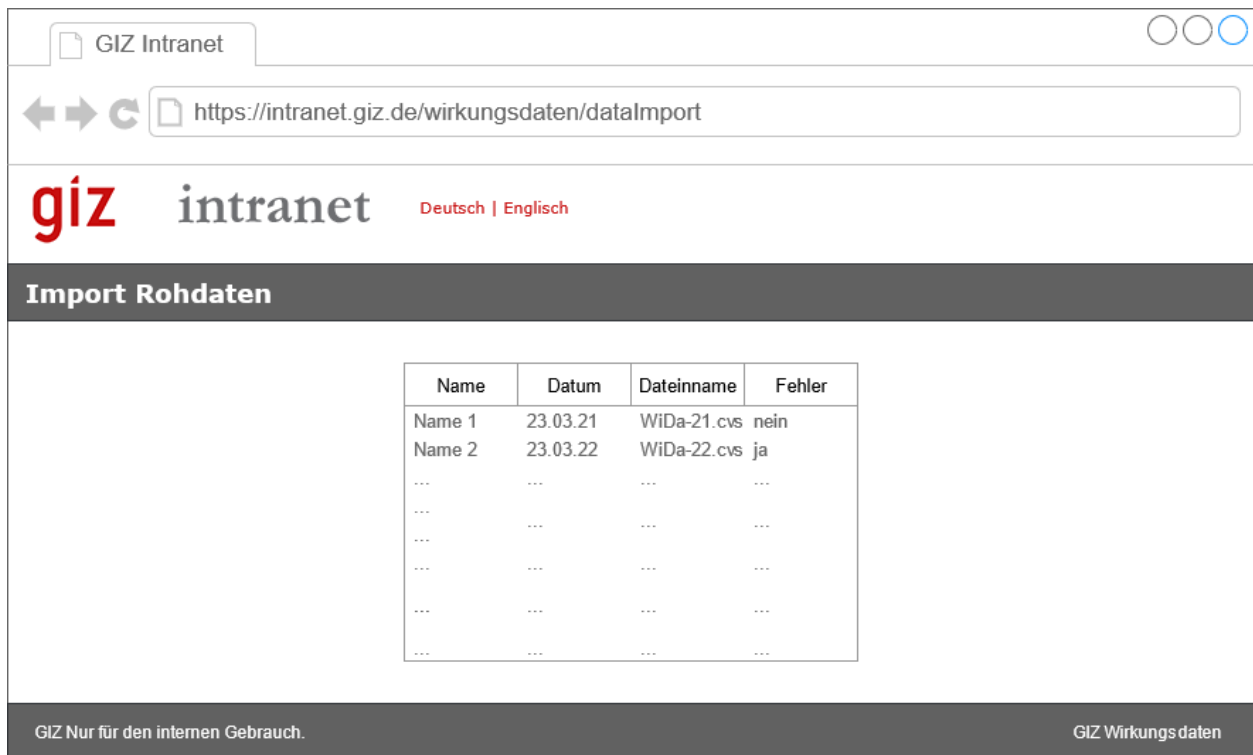 GIZ Intranet
https://intranet.giz.de/wirkungsdaten/dataImport
giz intranet Deutsch | Englisch
Import Rohdaten
Name Datum Dateinname Fehler
Name 1 23.03.21 WiDa-21.cvs nein
Name 2 23.03.22 WiDa-22.cvs ja
... ... ... ...
...
... ... ...
...
... ... ... ...
... ... ... ...
... ... ... ...
GIZ Nur für den internen Gebrauch. GIZ Wirkungsdaten